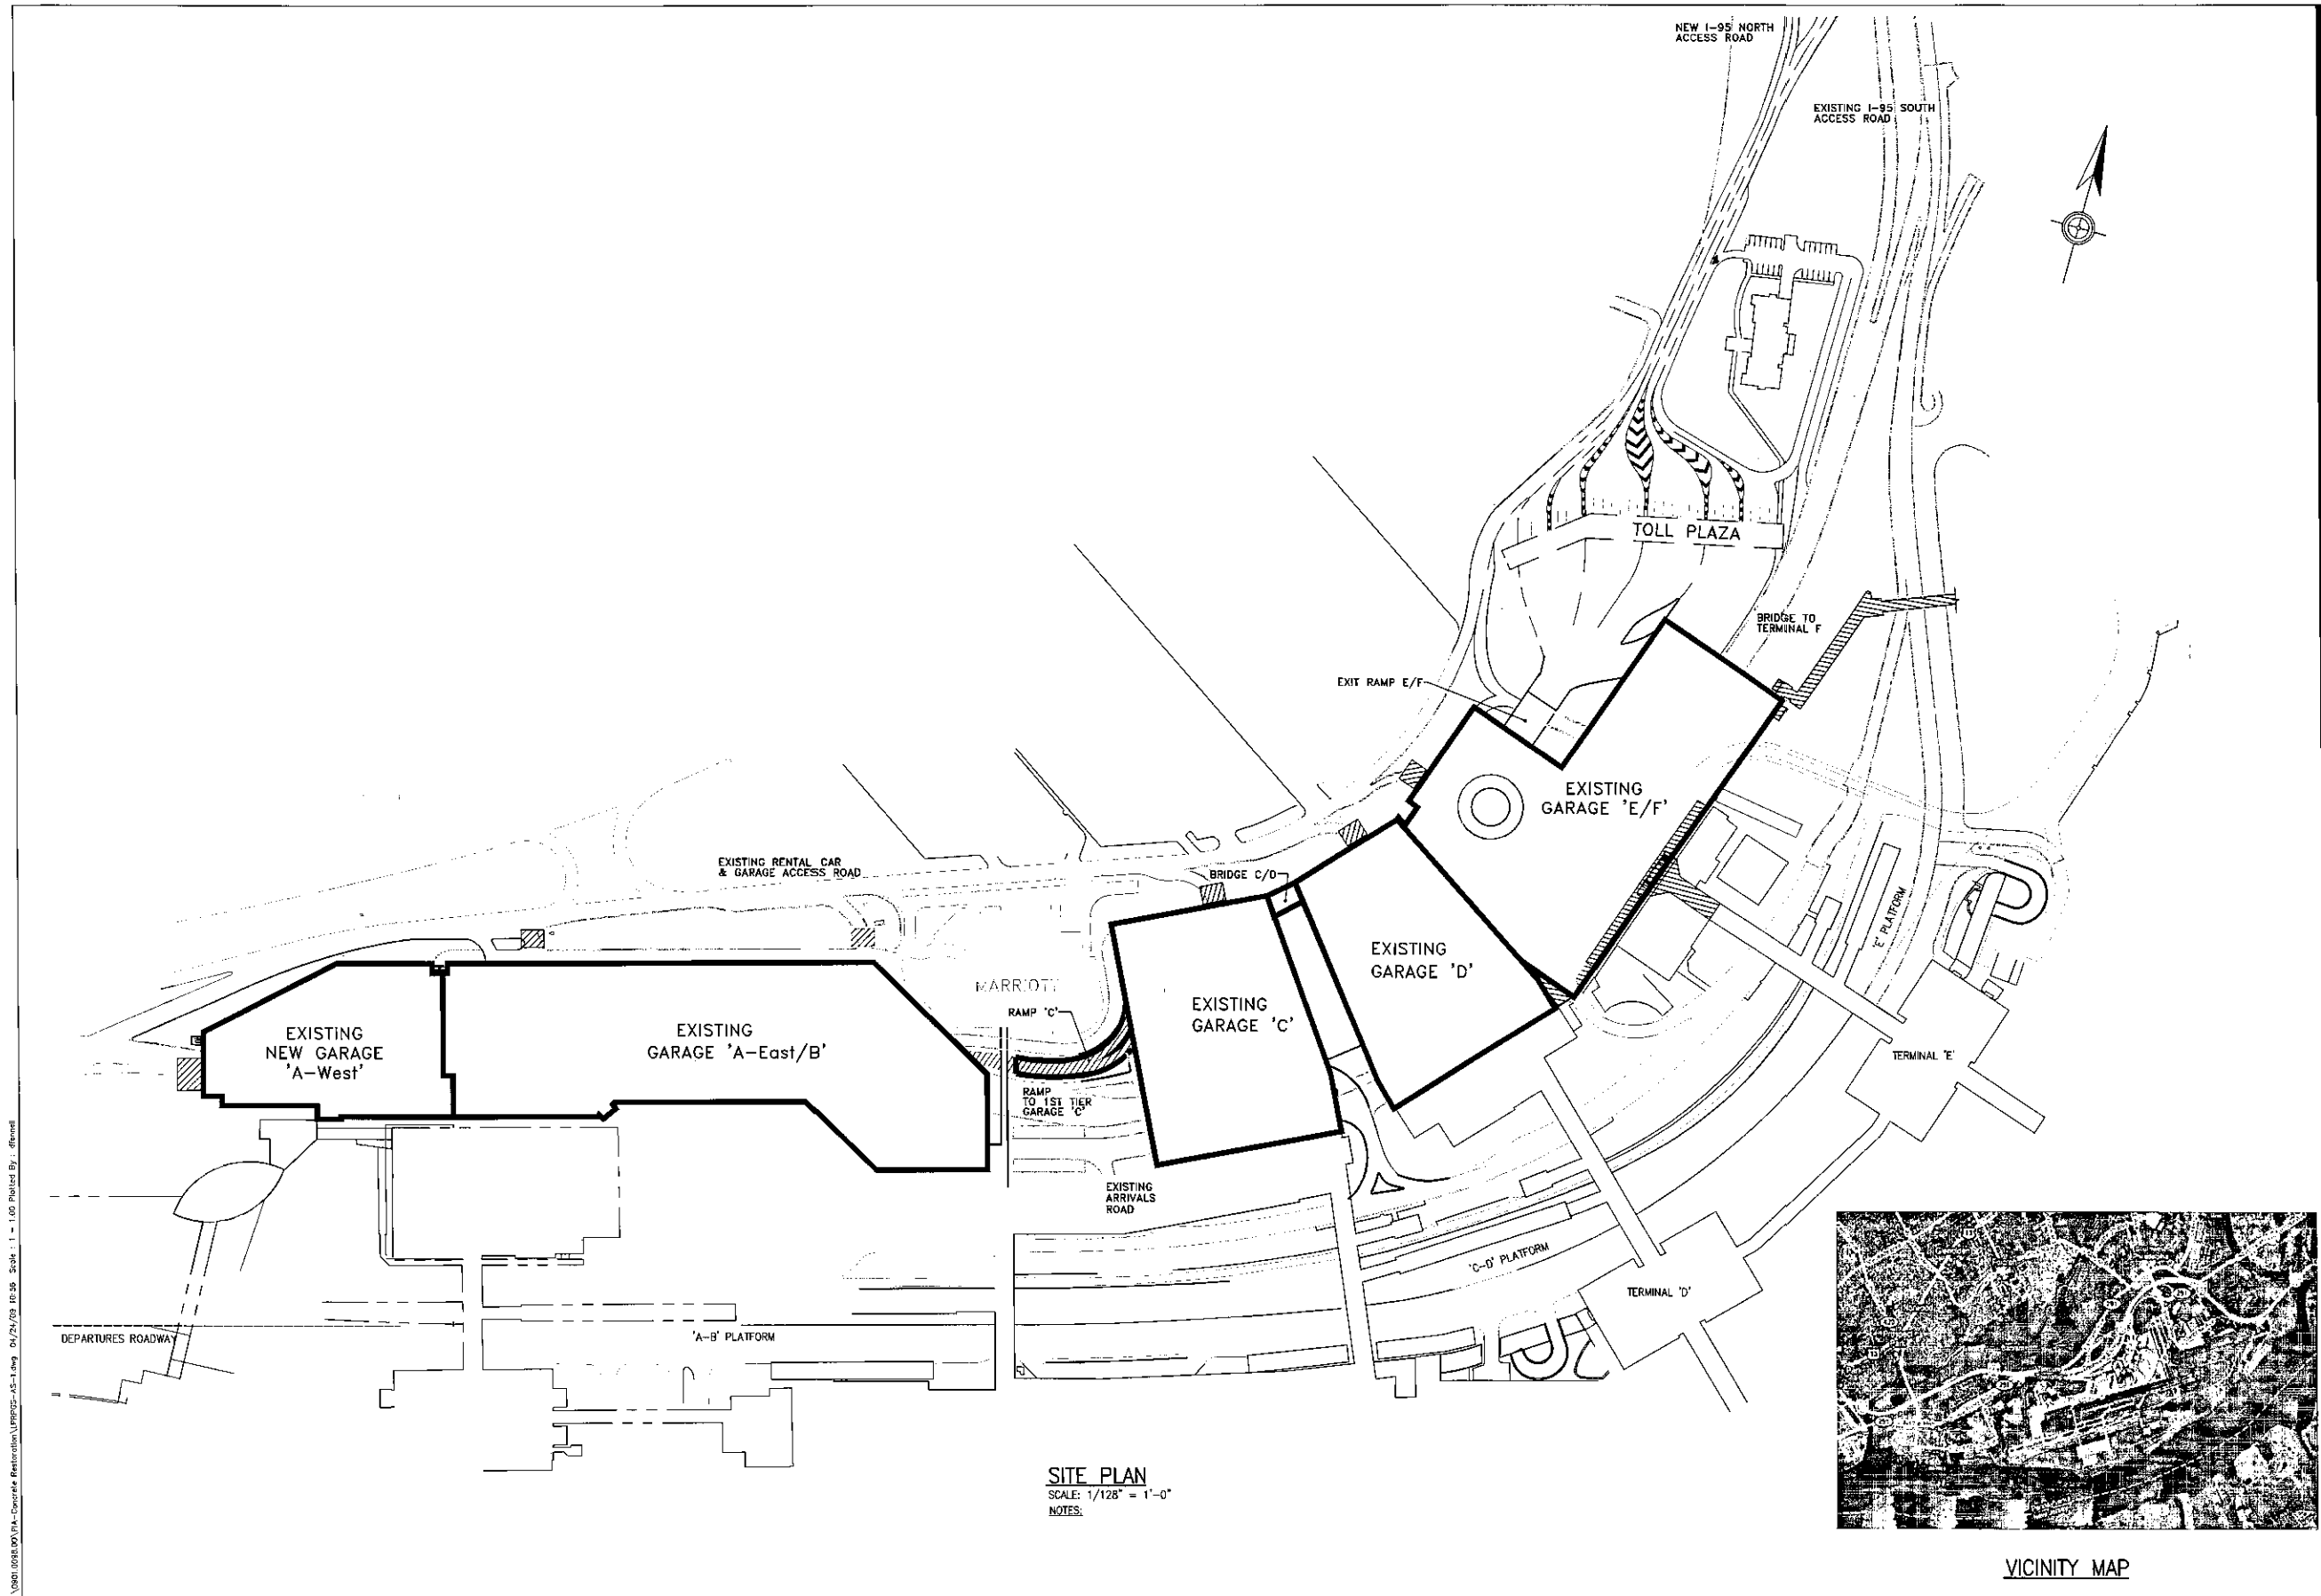 NEW I-95 NORTH
ACCESS ROAD
EXISTING I-95 SOUTH
ACCESS ROAD
TOLL PLAZA
BRIDGE TO
TERMINAL F
EXIT RAMP E/F
EXISTING
GARAGE 'E/F'
EXISTING RENTAL CAR
& GARAGE ACCESS ROAD
BRIDGE C/D
'E' PLATFORM
EXISTING
GARAGE 'D'
MARRIOTT
RAMP 'C'
EXISTING
GARAGE 'C'
EXISTING
NEW GARAGE
'A-West'
EXISTING
GARAGE 'A-East/B'
TERMINAL 'E'
RAMP
TO 1ST TIER
GARAGE 'C'
EXISTING
ARRIVALS
ROAD
'C-D' PLATFORM
TERMINAL 'D'
DEPARTURES ROADWAY
'A-B' PLATFORM
SITE PLAN
SCALE: 1/128" = 1'-0"
NOTES:
VICINITY MAP